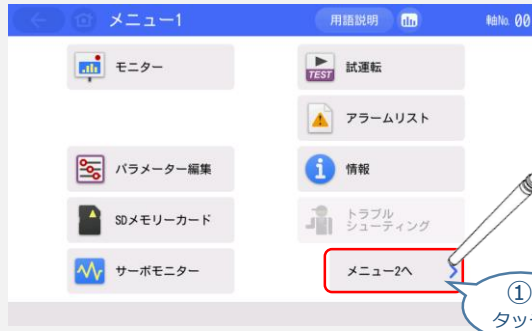 メニュー1
用語説明
軸No. 00
モニター
TEST
試運転
アラームリスト
パラメーター編集
情報
SDメモリーカード
トラブル
シューティング
サーボモニター
メニュー2へ
①